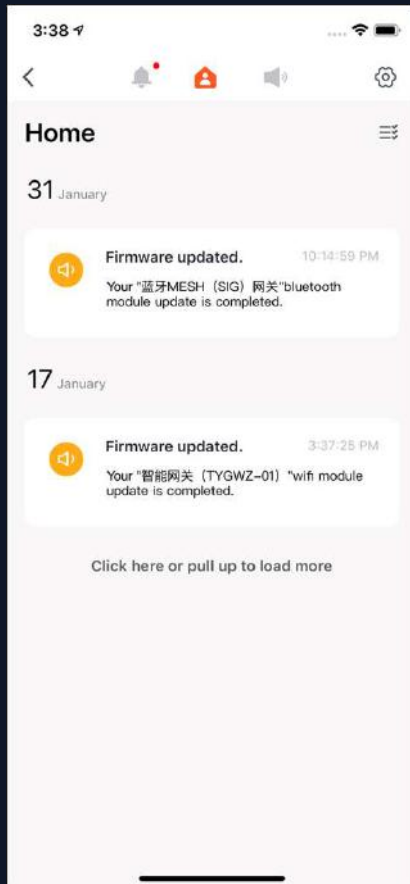 3:38
Home
31 January
Firmware updated. 10:14:59 PM
Your "蓝牙MESH（SIG）网关"bluetooth
module update is completed.
17 January
Firmware updated. 3:37:25 PM
Your "智能网关（TYGWZ-01）"wifi module
update is completed.
Click here or pull up to load more